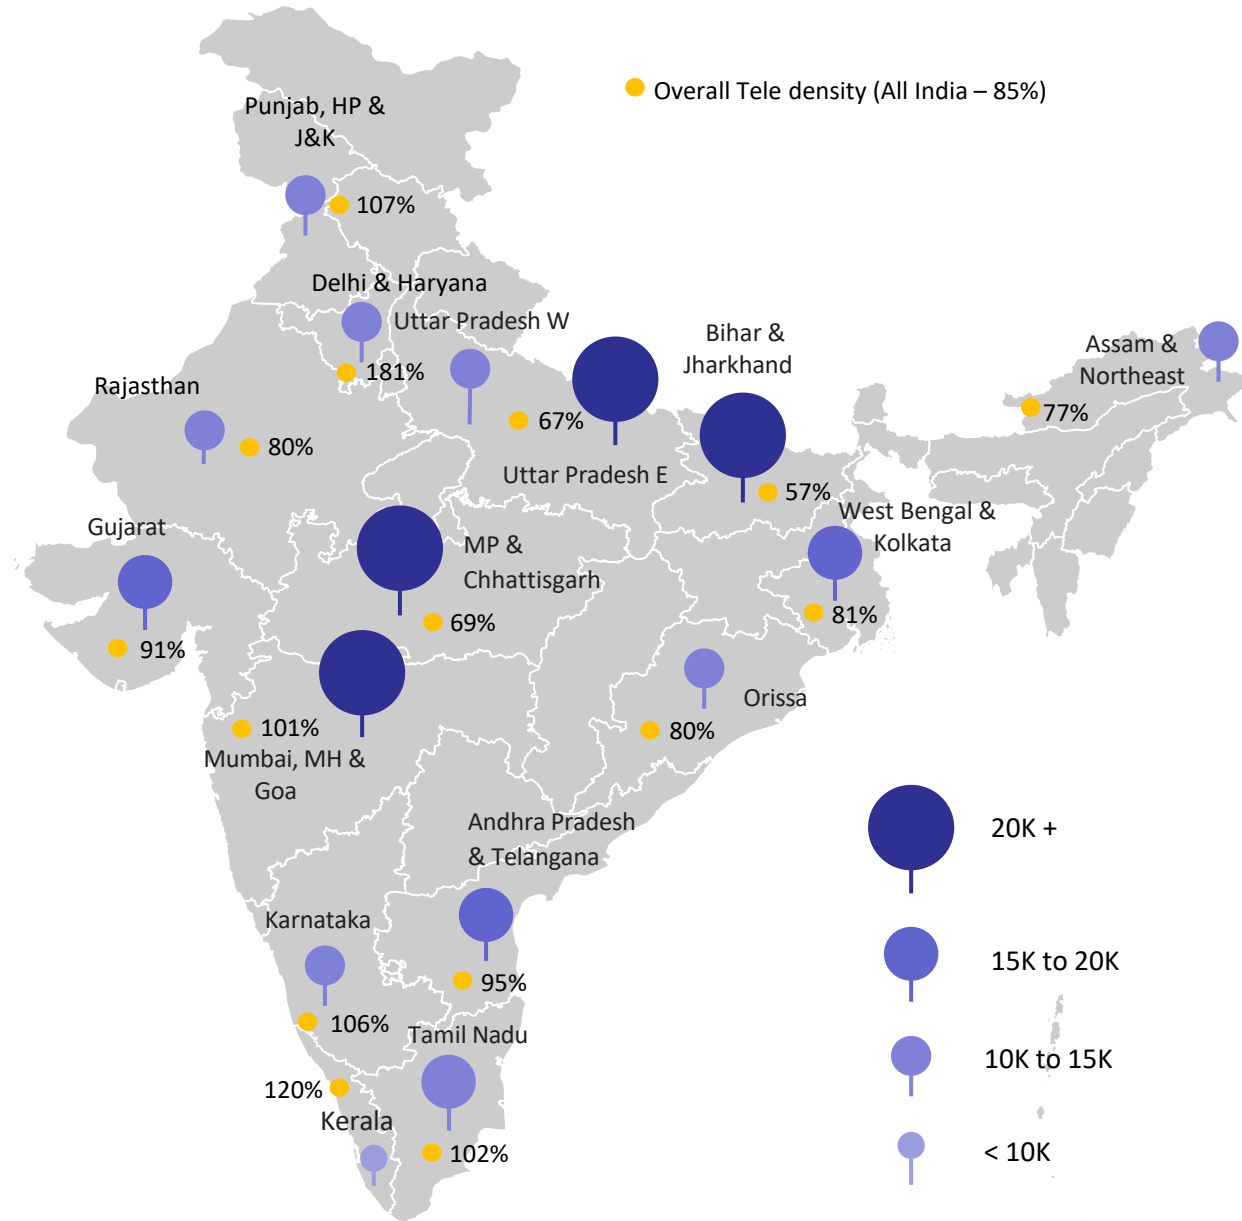 Overall Tele density (All India – 85%)
Punjab, HP &
J&K
107%
Delhi & Haryana
181%
Uttar Pradesh W
67%
Uttar Pradesh E
Bihar &
Jharkhand
57%
Assam &
Northeast
77%
Rajasthan
80%
Gujarat
91%
MP &
Chhattisgarh
69%
West Bengal &
Kolkata
81%
Orissa
80%
101%
Mumbai, MH &
Goa
Andhra Pradesh
& Telangana
95%
Karnataka
106%
Tamil Nadu
102%
120%
Kerala
20K +
15K to 20K
10K to 15K
< 10K